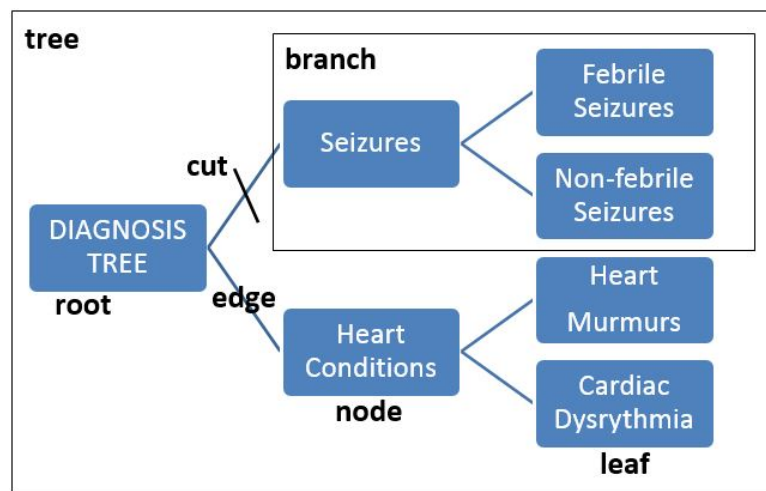 tree
branch
Febrile
Seizures
Seizures
cut
Non-febrile
Seizures
DIAGNOSIS
TREE
root
edge
Heart
Murmurs
Heart
Conditions
node
Cardiac
Dysrythmia
leaf